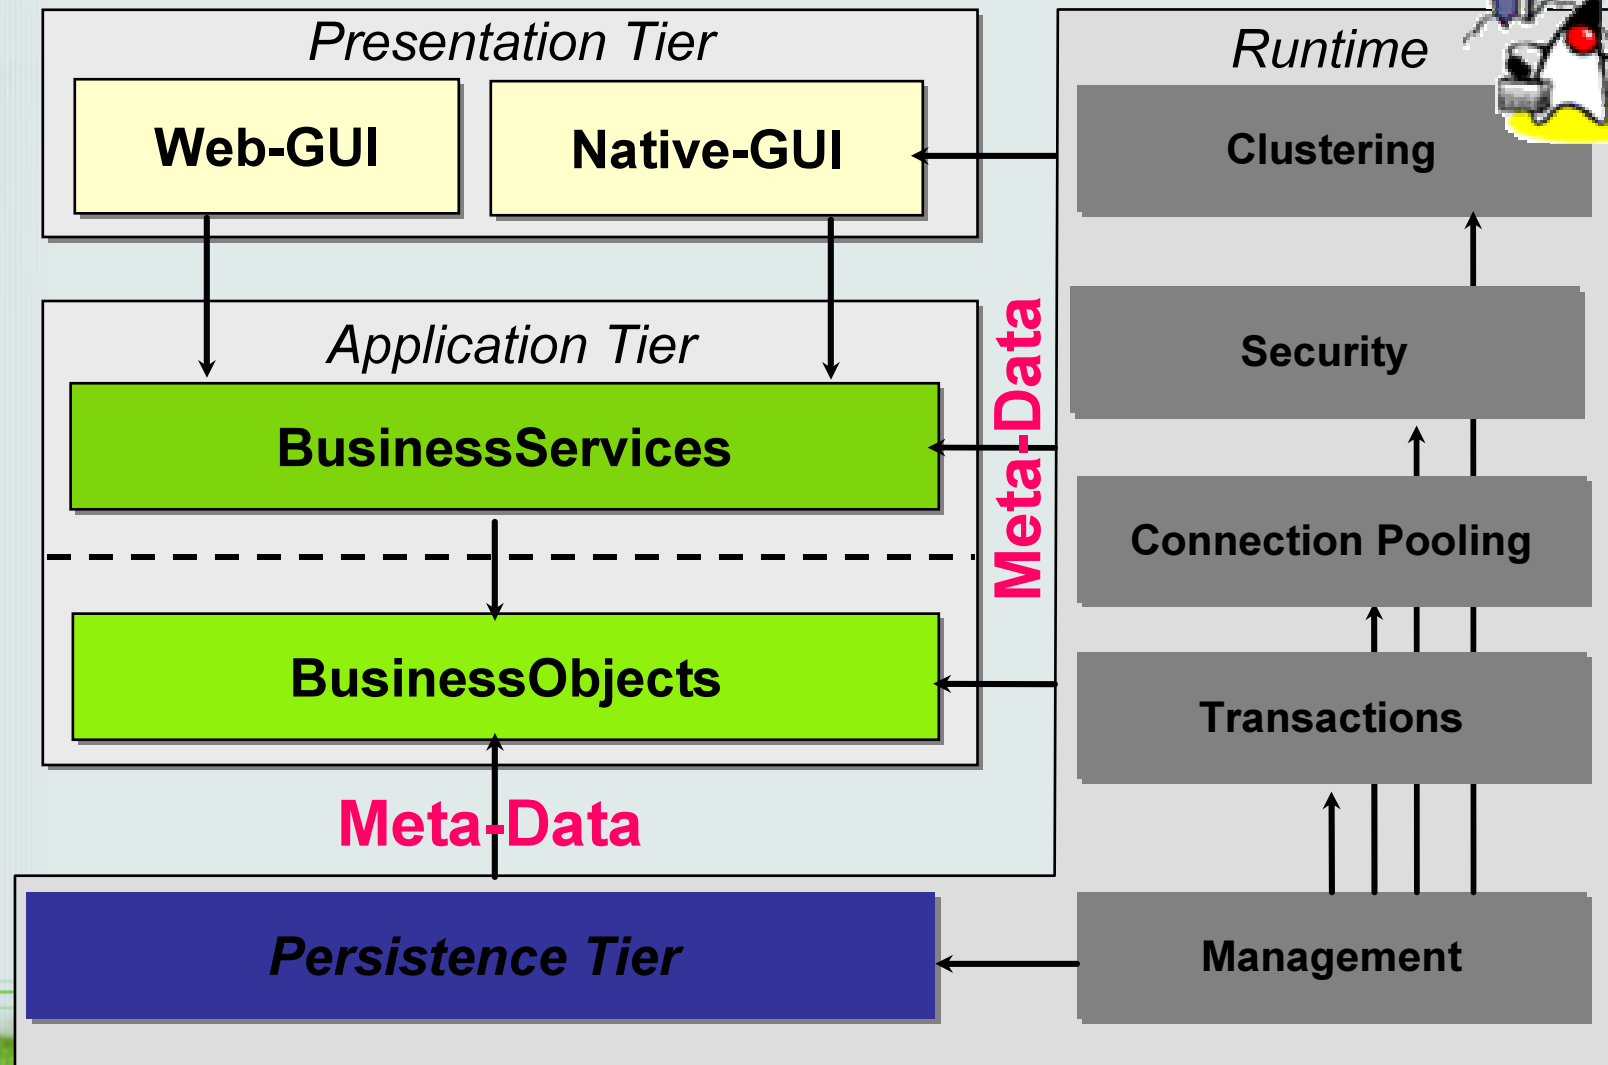 Presentation Tier
Web-GUI
Native-GUI
Application Tier
BusinessServices
BusinessObjects
Meta-Data
Meta-Data
Persistence Tier
Runtime
Clustering
Security
Connection Pooling
Transactions
Management